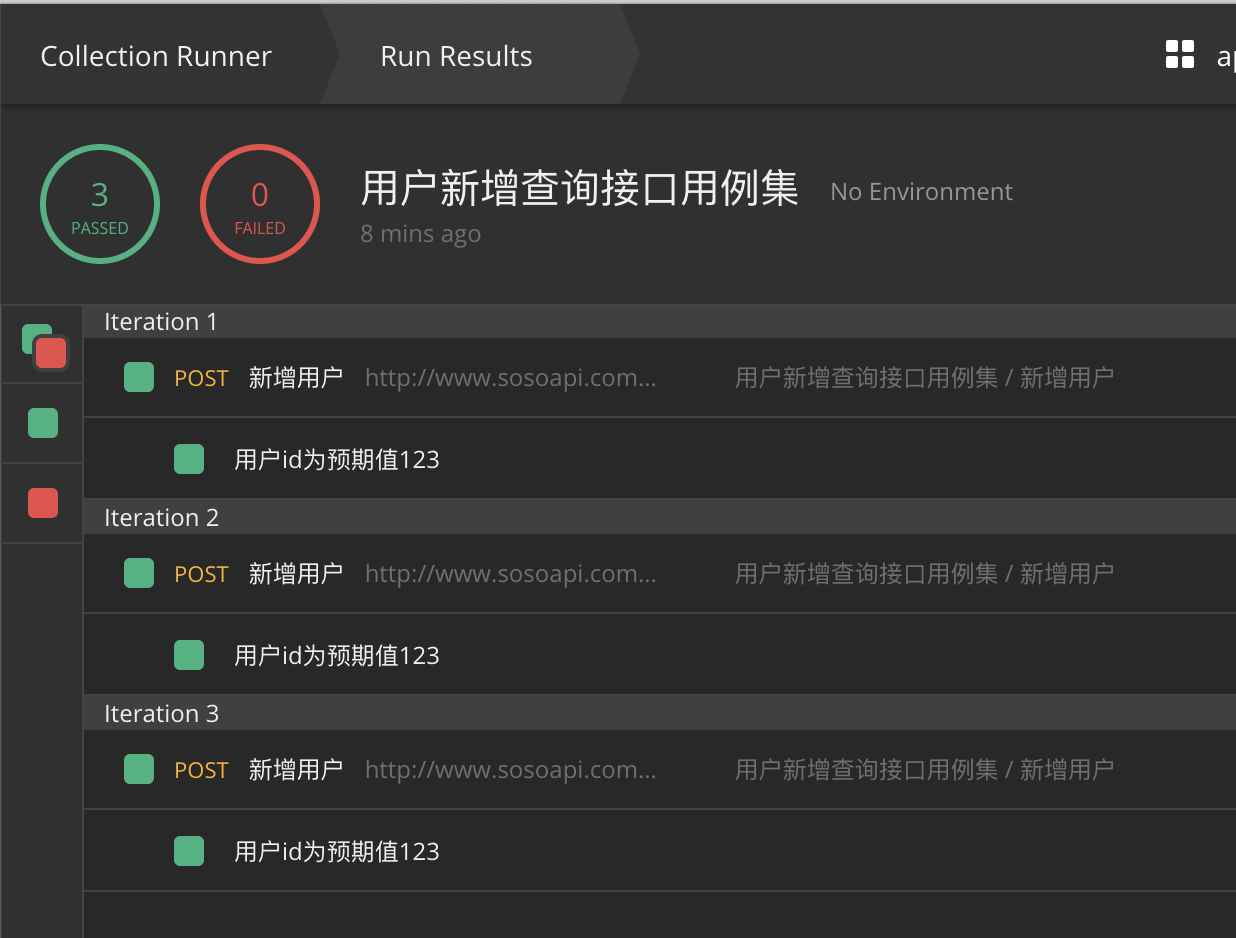 Collection Runner Run Results
3 PASSED
0 FAILED
用户新增查询接口用例集 No Environment
8 mins ago
Iteration 1
POST 新增用户 http://www.sosoapi.com... 用户新增查询接口用例集 / 新增用户
用户id为预期值123
Iteration 2
POST 新增用户 http://www.sosoapi.com... 用户新增查询接口用例集 / 新增用户
用户id为预期值123
Iteration 3
POST 新增用户 http://www.sosoapi.com... 用户新增查询接口用例集 / 新增用户
用户id为预期值123